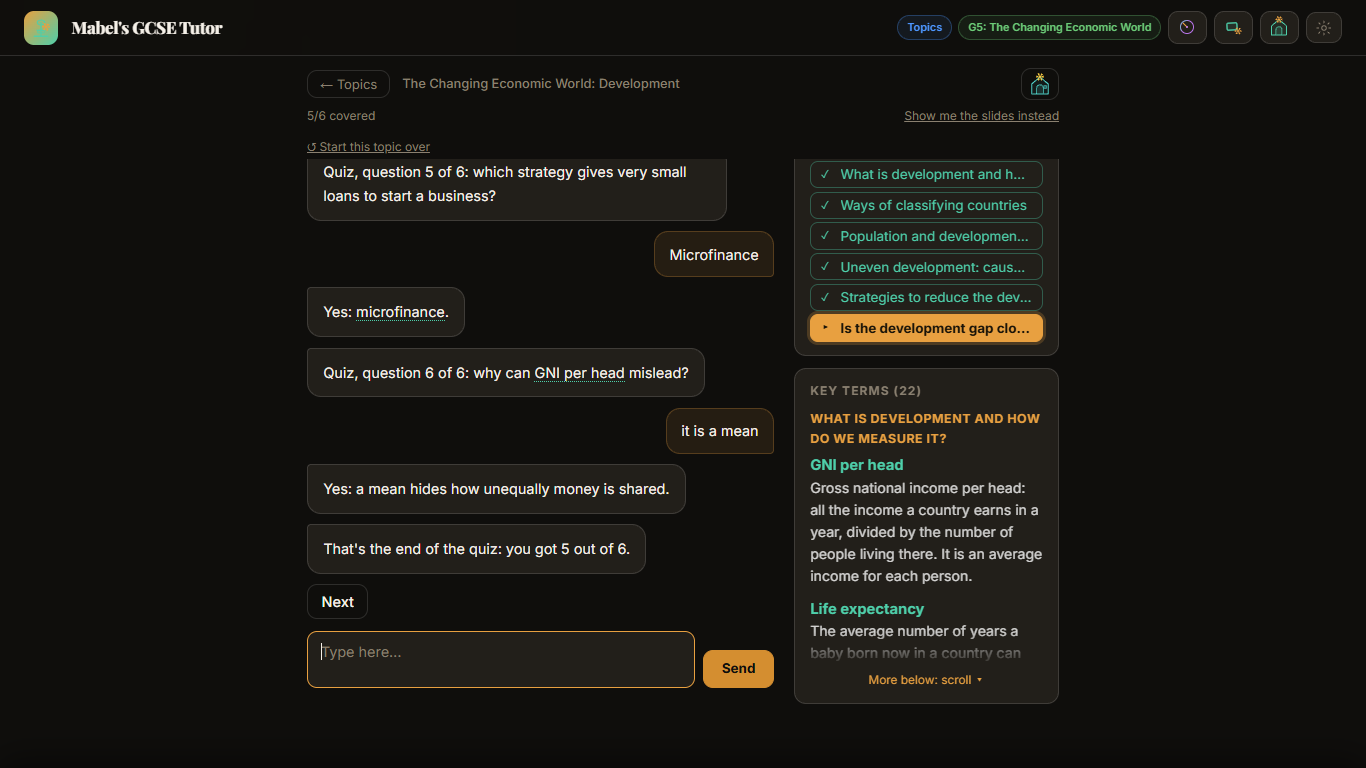 Mabel's GCSE Tutor
Topics
G5: The Changing Economic World
← Topics
The Changing Economic World: Development
5/6 covered
Show me the slides instead
↺ Start this topic over
Quiz, question 5 of 6: which strategy gives very small
loans to start a business?
Microfinance
Yes: microfinance.
Quiz, question 6 of 6: why can GNI per head mislead?
it is a mean
Yes: a mean hides how unequally money is shared.
That's the end of the quiz: you got 5 out of 6.
Next
Type here...
Send
✓ What is development and h...
✓ Ways of classifying countries
✓ Population and developmen...
✓ Uneven development: caus...
✓ Strategies to reduce the dev...
▸ Is the development gap clo...
KEY TERMS (22)
WHAT IS DEVELOPMENT AND HOW
DO WE MEASURE IT?
GNI per head
Gross national income per head:
all the income a country earns in a
year, divided by the number of
people living there. It is an average
income for each person.
Life expectancy
The average number of years a
baby born now in a country can
More below: scroll ▾